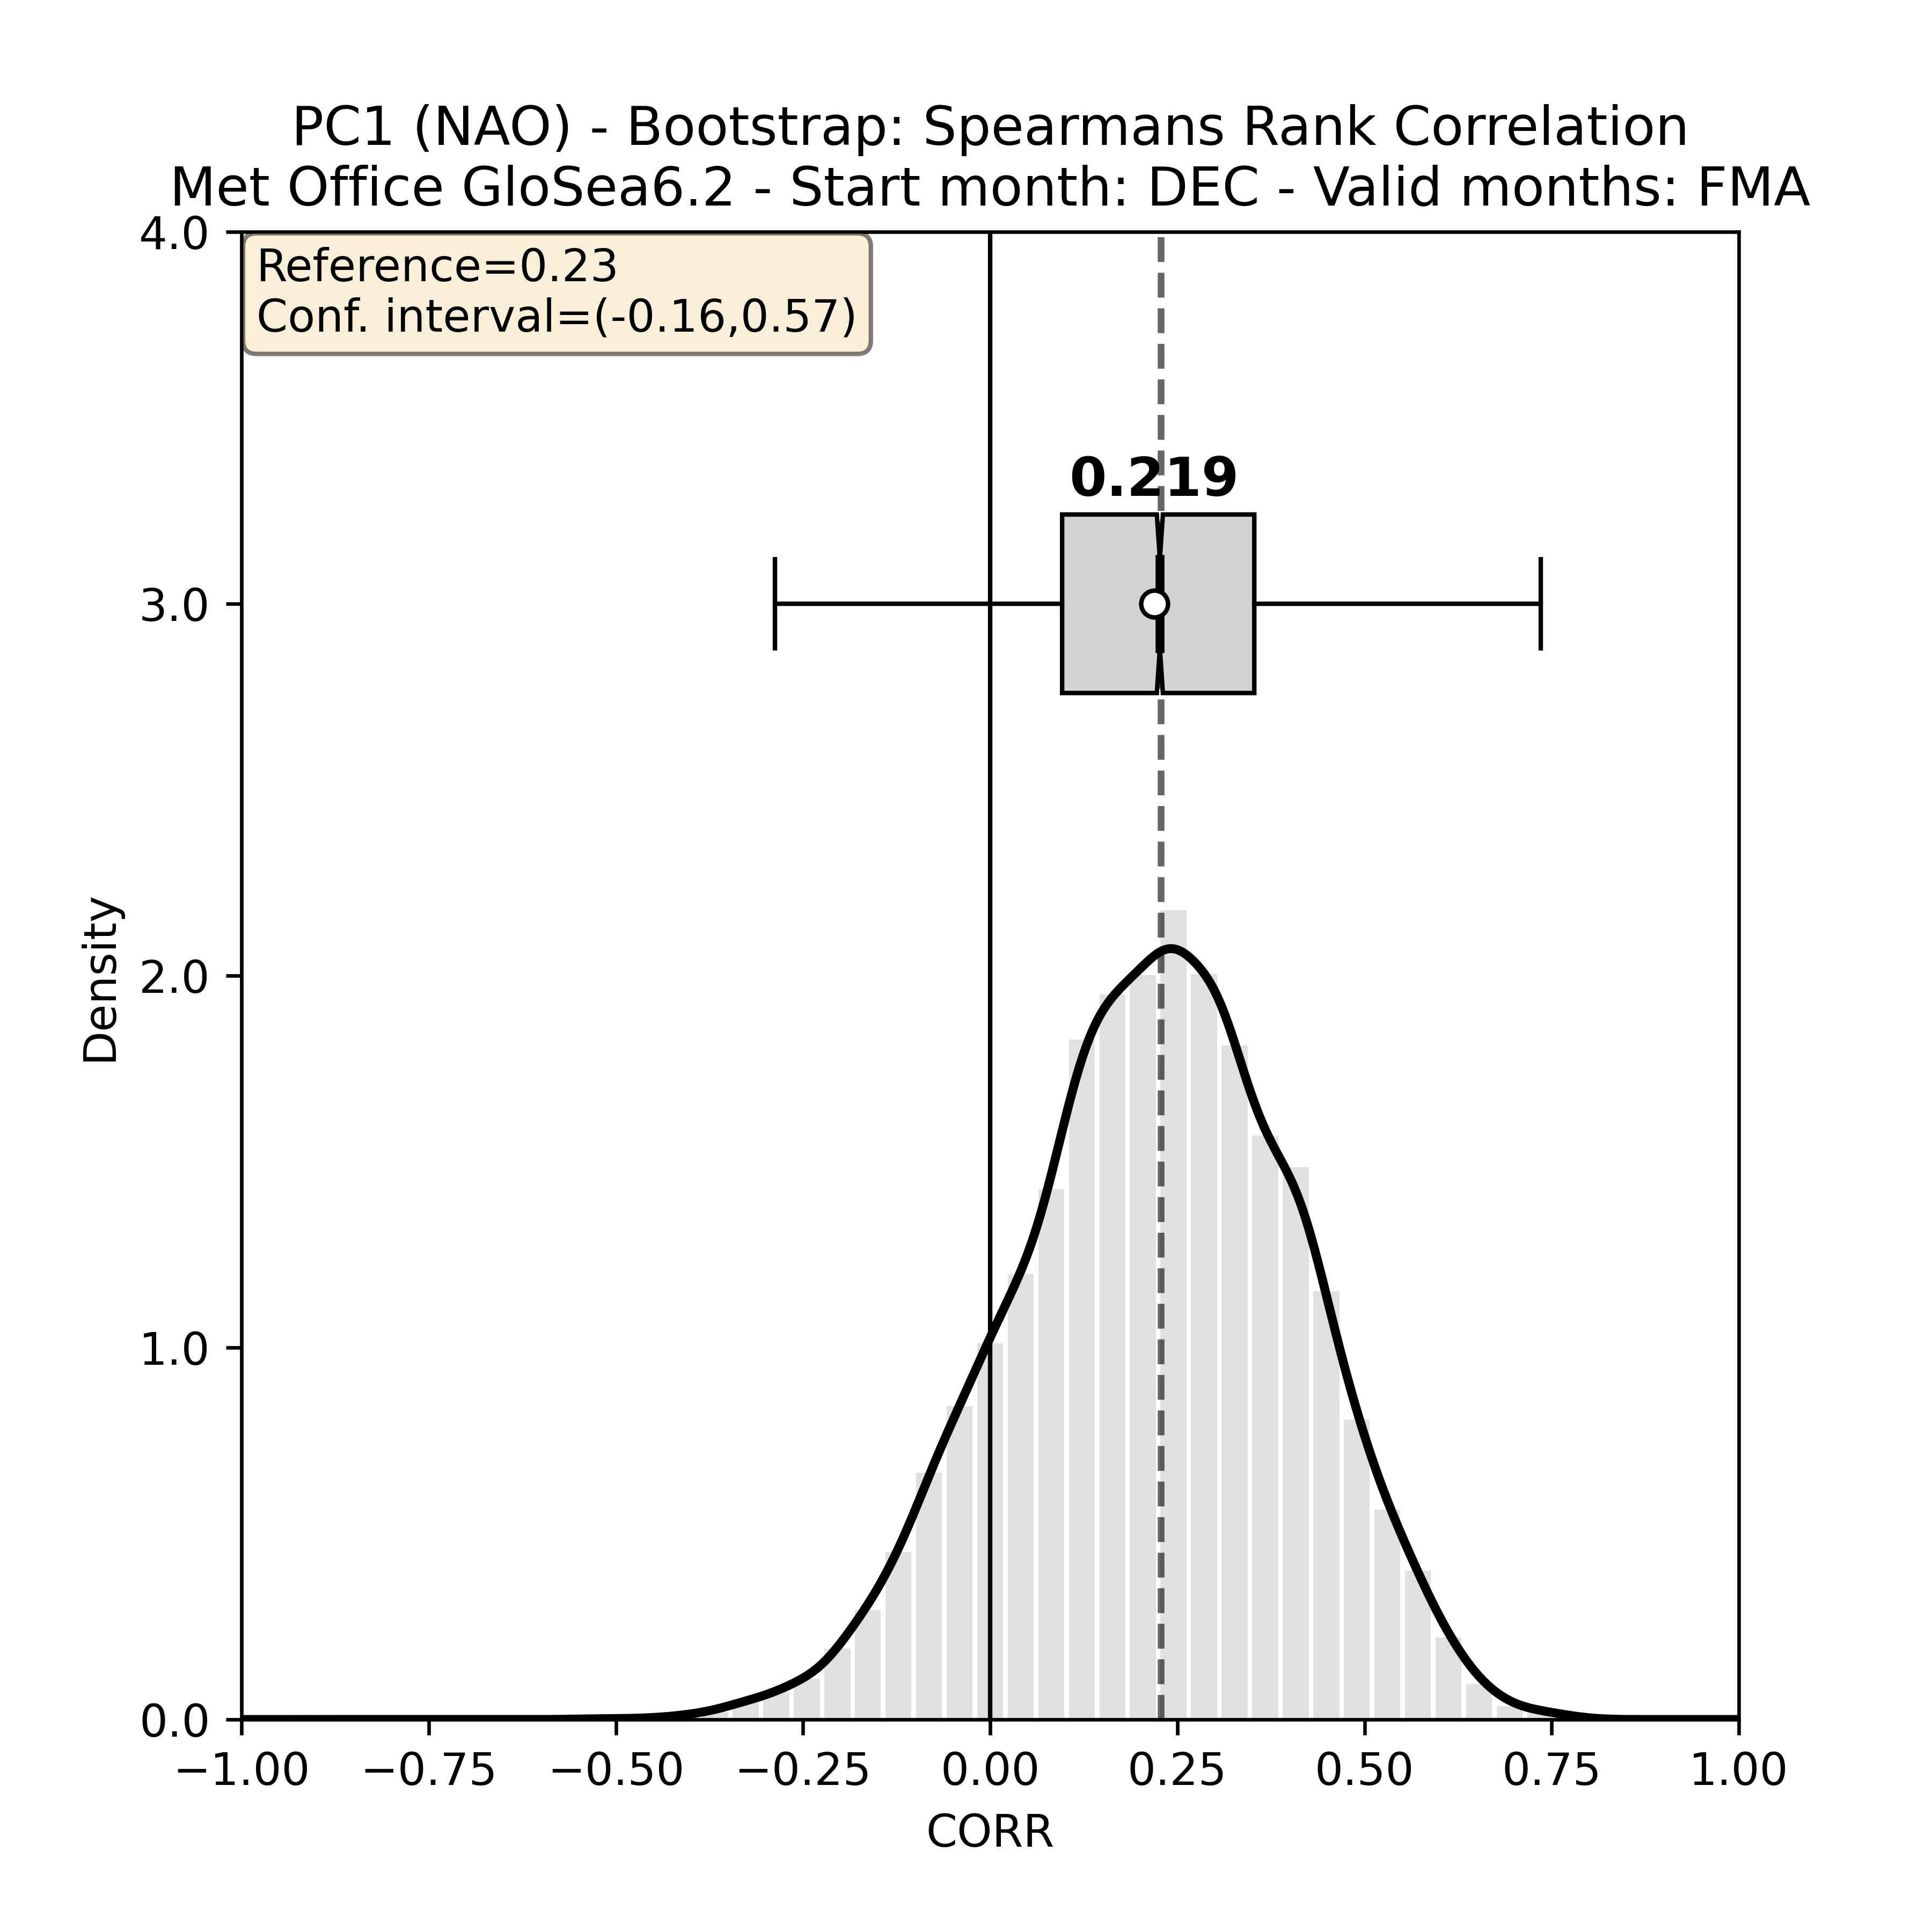 PC1 (NAO) - Bootstrap: Spearmans Rank Correlation
Met Office GloSea6.2 - Start month: DEC - Valid months: FMA
4.0
Reference=0.23
Conf. interval=(-0.16,0.57)
0.219
3.0
Density
2.0
1.0
0.0
−1.00 −0.75 −0.50 −0.25 0.00 0.25 0.50 0.75 1.00
CORR